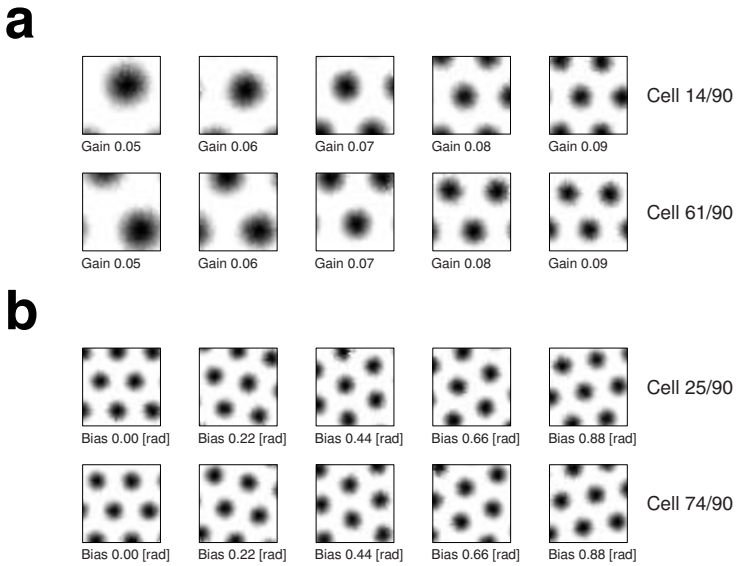 a
Cell 14/90
Gain 0.05 Gain 0.06 Gain 0.07 Gain 0.08 Gain 0.09
Cell 61/90
Gain 0.05 Gain 0.06 Gain 0.07 Gain 0.08 Gain 0.09
b
Cell 25/90
Bias 0.00 [rad] Bias 0.22 [rad] Bias 0.44 [rad] Bias 0.66 [rad] Bias 0.88 [rad]
Cell 74/90
Bias 0.00 [rad] Bias 0.22 [rad] Bias 0.44 [rad] Bias 0.66 [rad] Bias 0.88 [rad]